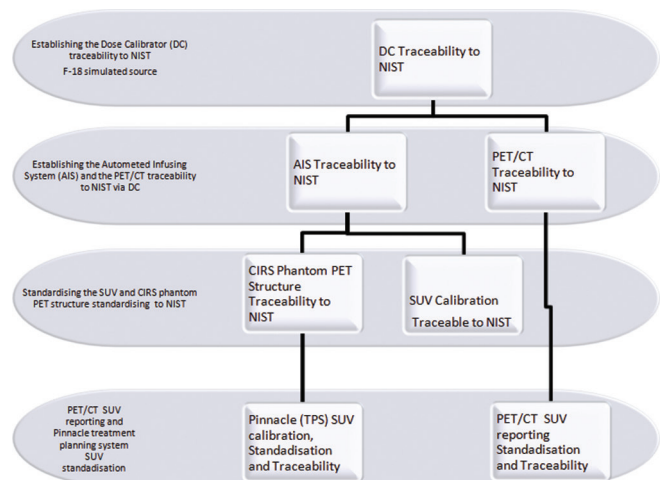 Establishing the Dose Calibrator (DC)
traceability to NIST
F-18 simulated source
DC Traceability to
NIST
Establishing the Autometed Infusing
System (AIS) and the PET/CT traceability
to NIST via DC
AIS Traceability to
NIST
PET/CT
Traceability to
NIST
Standardising the SUV and CIRS phantom
PET structure standardising to NIST
CIRS Phantom PET
Structure
Traceability to
NIST
SUV Calibration
Traceable to NIST
PET/CT SUV
reporting and
Pinnacle treatment
planning system
SUV
standadisation
Pinnacle (TPS) SUV
calibration,
Standadisation
and Traceability
PET/CT SUV
reporting
Standadisation
and Traceability